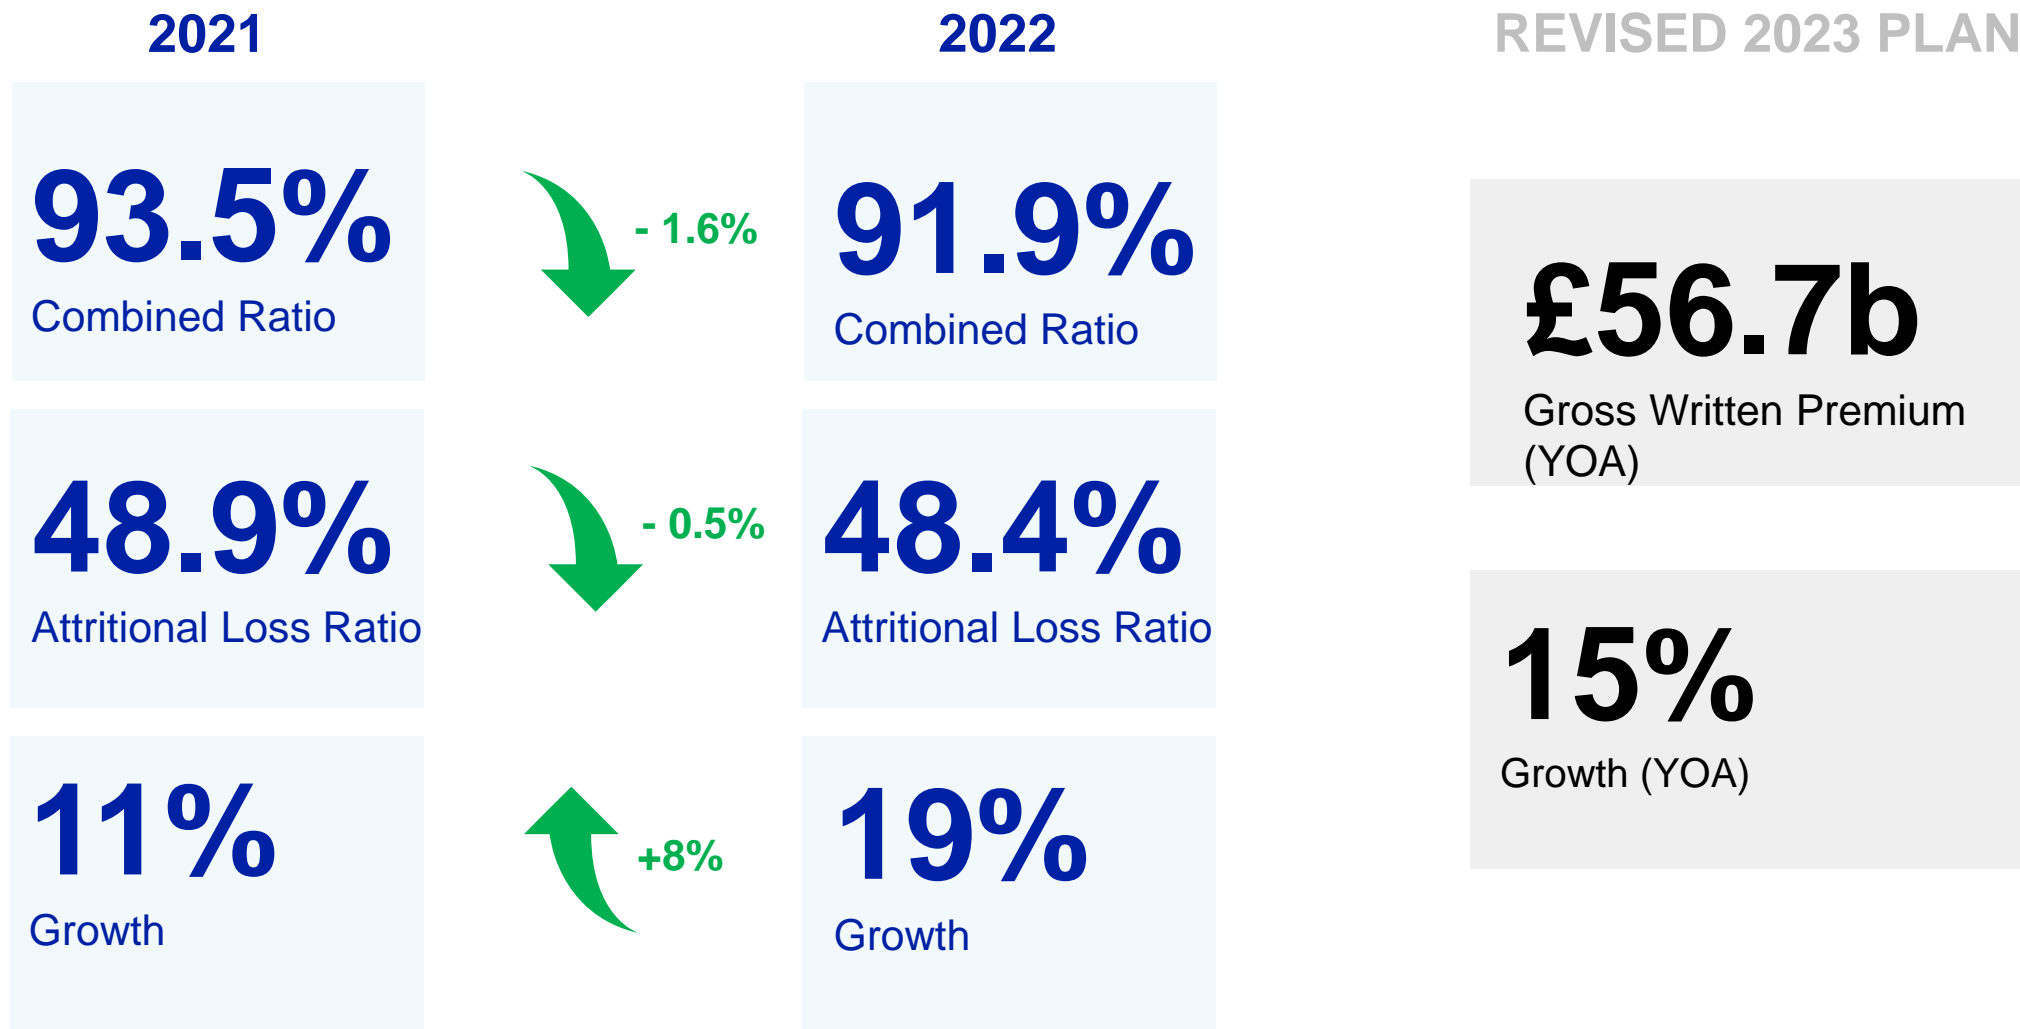 2021
2022
REVISED 2023 PLAN
93.5%
Combined Ratio
- 1.6%
91.9%
Combined Ratio
£56.7b
Gross Written Premium
(YOA)
48.9%
Attritional Loss Ratio
- 0.5%
48.4%
Attritional Loss Ratio
15%
Growth (YOA)
11%
Growth
+8%
19%
Growth